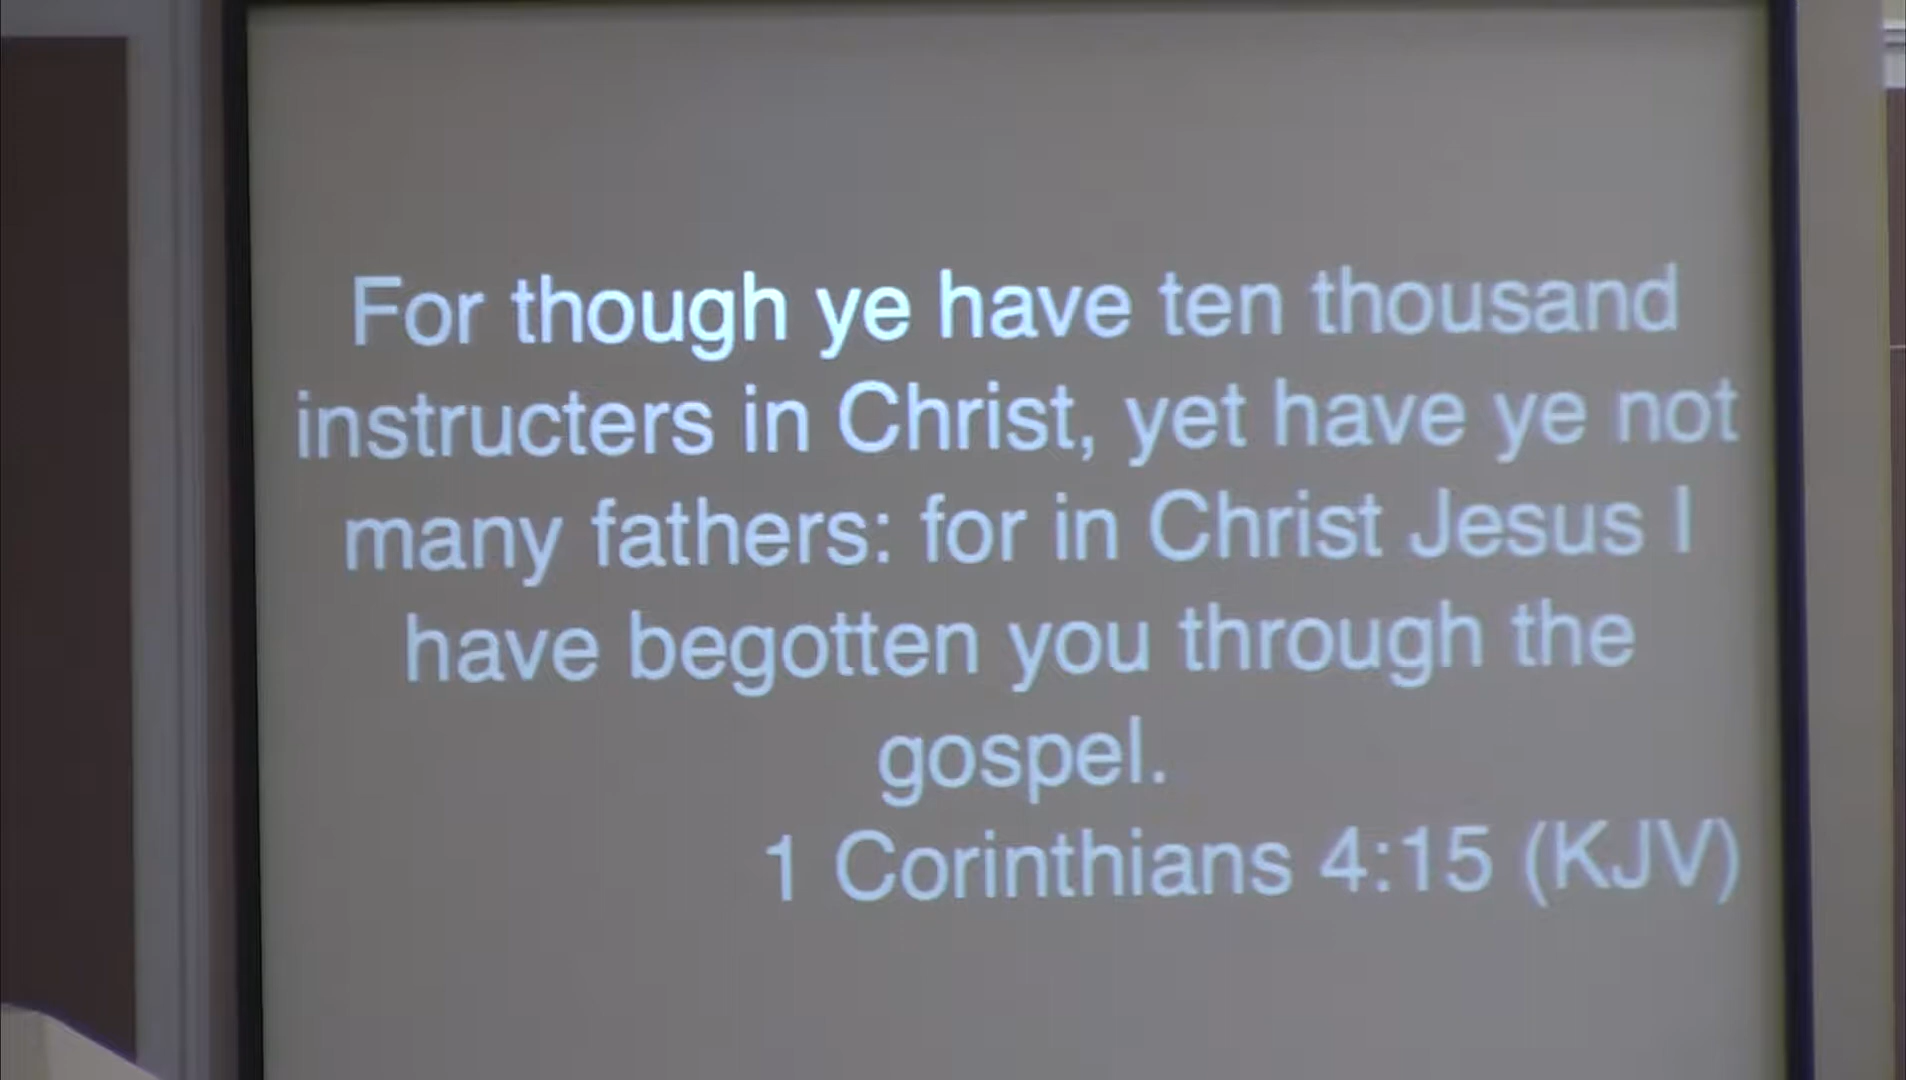 For though ye have ten thousand
instructers in Christ, yet have ye not
many fathers: for in Christ Jesus I
have begotten you through the
gospel.
1 Corinthians 4:15 (KJV)